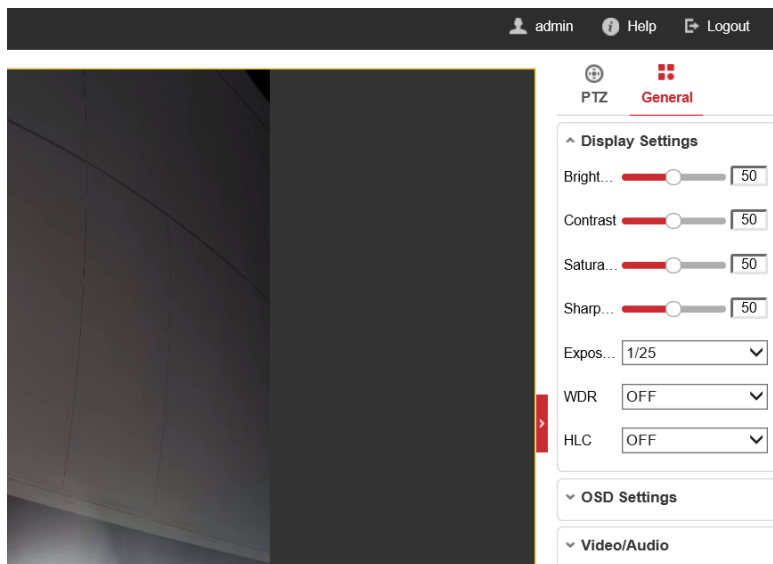 admin Help Logout
PTZ General
Display Settings
Bright... 50
Contrast 50
Satura... 50
Sharp... 50
Expos... 1/25
WDR OFF
HLC OFF
OSD Settings
Video/Audio